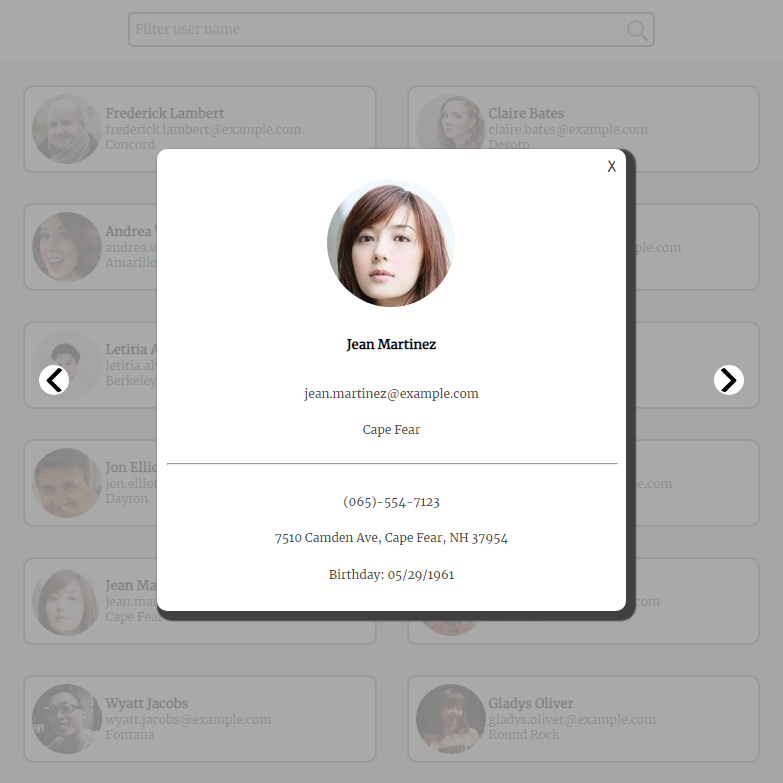 Filter user name
Frederick Lambert
frederick.lambert@example.com
Concord
Claire Bates
claire.bates@example.com
Desoto
X
Jean Martinez
jean.martinez@example.com
Cape Fear
(065)-554-7123
7510 Camden Ave, Cape Fear, NH 37954
Birthday: 05/29/1961
Andrea
andrea.w
Amarillo
ple.com
Letitia A
letitia.al
Berkeley
Jon Ellio
jon.elliot
Dayton
e.com
Jean Ma
jean.mar
Cape Fear
com
Wyatt Jacobs
wyatt.jacobs@example.com
Fontana
Gladys Oliver
gladys.oliver@example.com
Round Rock